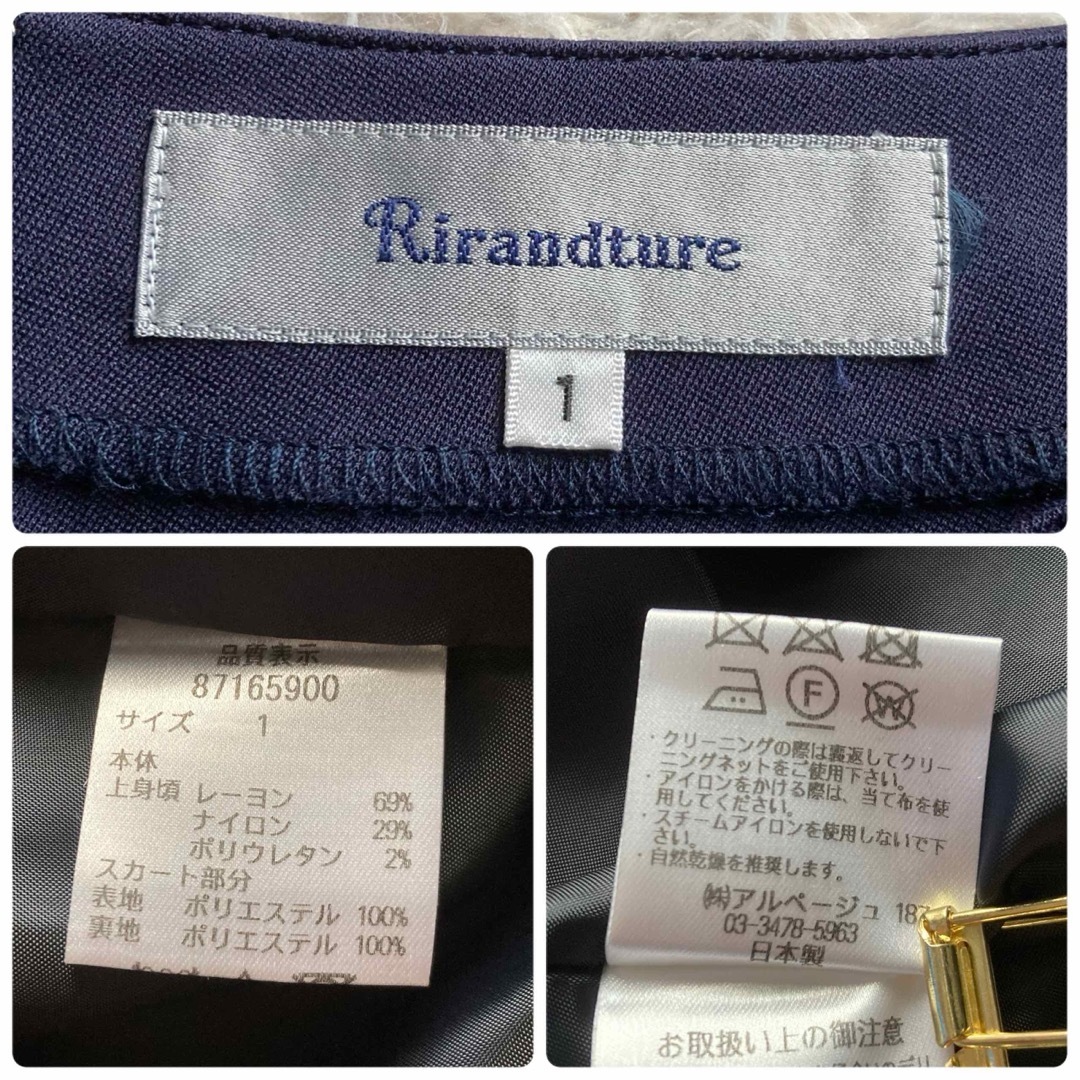 Rirandture
1
品質表示
87165900
サイズ 1
本体
上身頃 レーヨン 69%
ナイロン 29%
ポリウレタン 2%
スカート部分
表地 ポリエステル 100%
裏地 ポリエステル 100%
F
W
・クリーニングの際は裏返してクリー
ニングネットをご使用下さい。
・アイロンをかける際は、当て布を使
用してください。
・スチームアイロンを使用しないで下
さい。
・自然乾燥を推奨します。
㈱アルページュ 187
03-3478-5963
日本製
お取扱い上の御注意